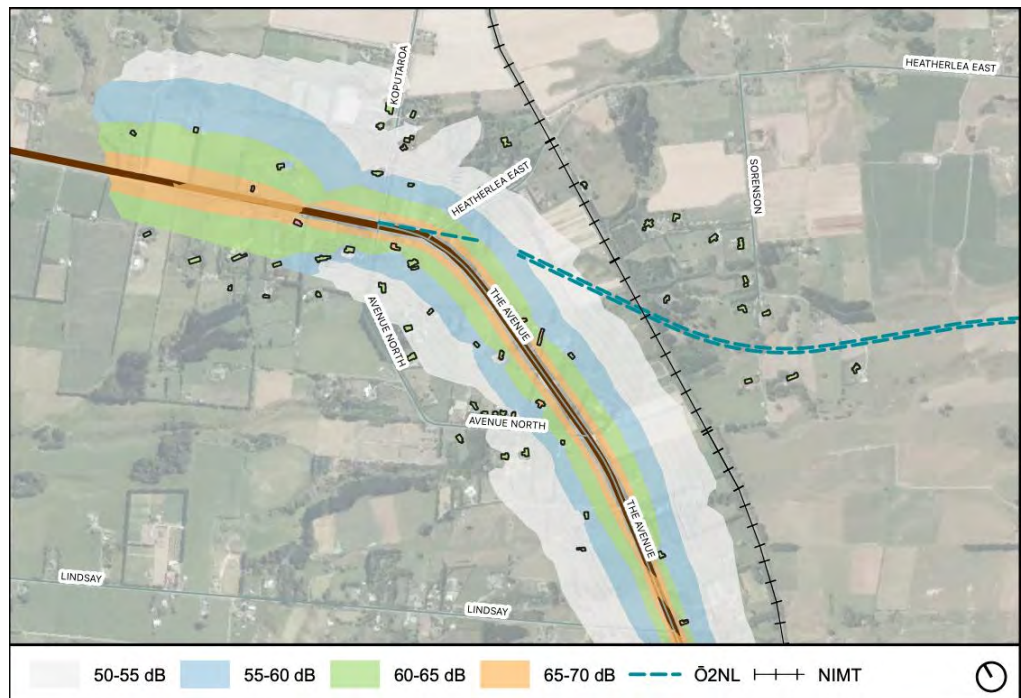 KOPUTAROA
HEATHERLEA EAST
HEATHERLEA EAST
SORENSON
THE AVENUE
AVENUE NORTH
AVENUE NORTH
THE AVENUE
LINDSAY
LINDSAY
50-55 dB 55-60 dB 60-65 dB 65-70 dB Ō2NL NIMT